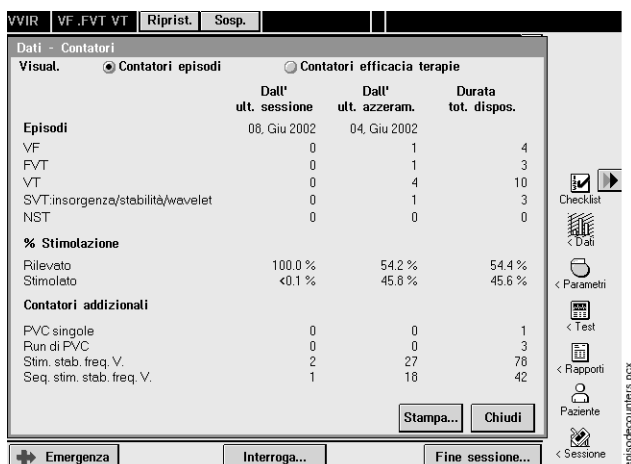 VVIR VF .FVT VT Riprist. Sosp.
Dati - Contatori
Visual. Contatori episodi Contatori efficacia terapie
Dall' Dall' Durata
ult. sessione ult. azzeram. tot. dispos.
Episodi 08, Giu 2002 04, Giu 2002
VF 0 1 4
FVT 0 1 3
VT 0 4 10
SVT:insorgenza/stabilità/wavelet 0 1 3
NST 0 0 0
% Stimolazione
Rilevato 100.0 % 54.2 % 54.4 %
Stimolato <0.1 % 45.8 % 45.6 %
Contatori addizionali
PVC singole 0 0 1
Run di PVC 0 0 3
Stim. stab. freq. V. 2 27 78
Seq. stim. stab. freq. V. 1 18 42
Stampa... Chiudi
Checklist
< Dati
< Parametri
< Test
< Rapporti
Paziente
< Sessione
Emergenza Interroga... Fine sessione...